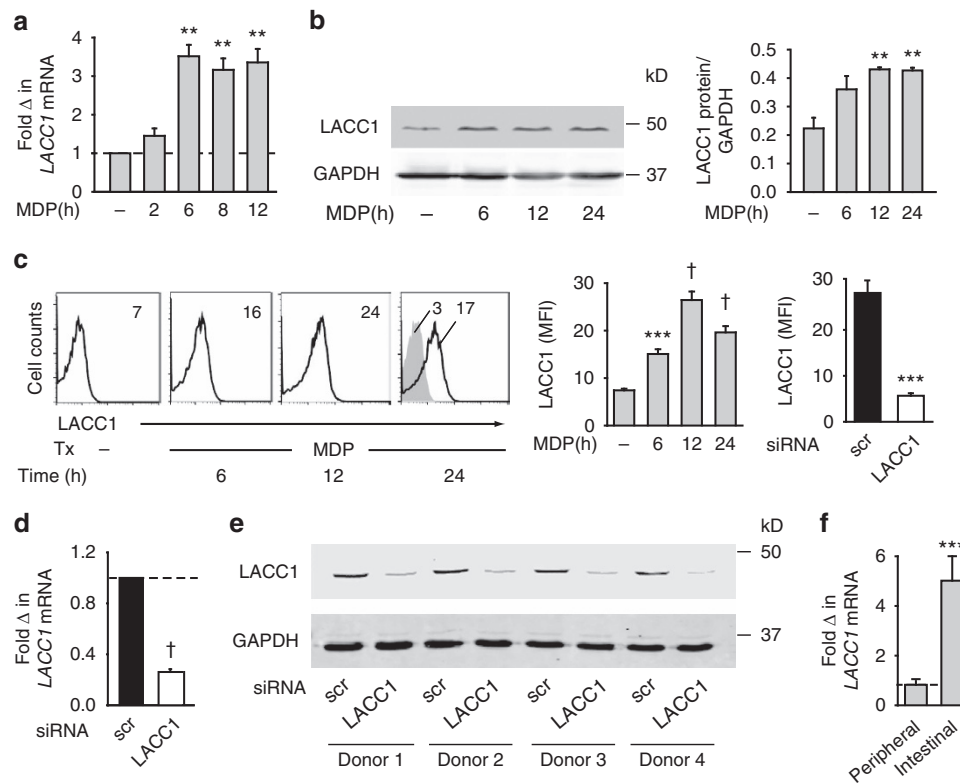 a
Fold Δ in
LACC1 mRNA
4
3
2
1
0
**
**
**
MDP(h)
–
2
6
8
12
b
kD
LACC1
– 50
GAPDH
– 37
MDP(h)
–
6
12
24
LACC1 protein/
GAPDH
0.5
0.4
0.3
0.2
0.1
0.0
**
**
MDP(h)
–
6
12
24
c
Cell counts
7
16
24
3
17
LACC1
Tx
–
MDP
Time (h)
6
12
24
LACC1 (MFI)
30
20
10
0
***
†
†
MDP(h)
–
6
12
24
LACC1 (MFI)
30
20
10
0
***
siRNA
scr
LACC1
d
Fold Δ in
LACC1 mRNA
1.2
0.8
0.4
0.0
†
siRNA
scr
LACC1
e
kD
LACC1
50
GAPDH
37
siRNA
scr
LACC1
scr
LACC1
scr
LACC1
scr
LACC1
Donor 1
Donor 2
Donor 3
Donor 4
f
Fold Δ in
LACC1 mRNA
6
4
2
0
***
Peripheral
Intestinal